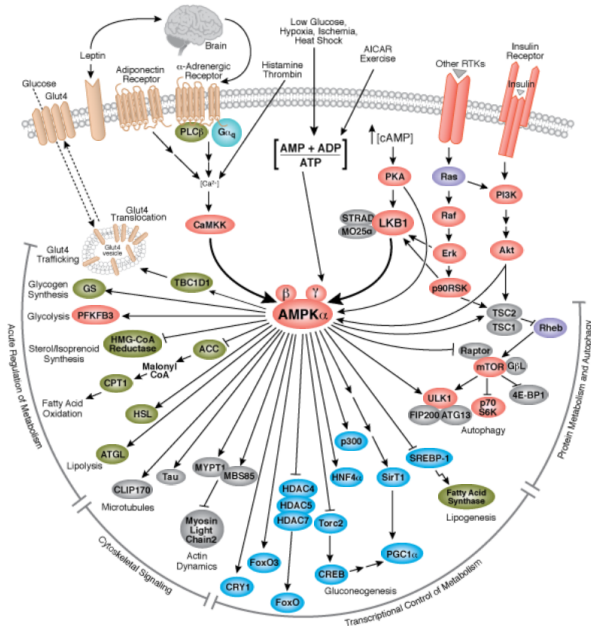 Low Glucose,
Hypoxia, Ischemia,
Heat Shock
Brain
Leptin
AICAR
Exercise
Insulin
Receptor
Adiponectin
Receptor
α-Adrenergic
Receptor
Histamine
Thrombin
Other RTKs
Insulin
Glucose
Glut4
PLCβ
Gαq
[cAMP]
AMP + ADP
ATP
[Ca²⁺]
PKA
Ras
PI3K
Glut4
Translocation
CaMKK
STRAD
MO25α
LKB1
Raf
Glut4
vesicle
Glut4
Trafficking
Erk
Akt
TBC1D1
p90RSK
Glycogen
Synthesis
GS
β
γ
AMPKα
TSC2
TSC1
Rheb
Glycolysis
PFKFB3
HMG-CoA
Reductase
Sterol/Isoprenoid
Synthesis
ACC
Raptor
mTOR
GβL
Malonyl
CoA
CPT1
Fatty Acid
Oxidation
ULK1
FIP200
ATG13
p70
S6K
4E-BP1
Autophagy
HSL
p300
ATGL
Lipolysis
SREBP-1
CLIP170
Microtubules
Tau
MYPT1
MBS85
HNF4α
SirT1
HDAC4
HDAC5
HDAC7
Fatty Acid
Synthase
Lipogenesis
Myosin
Light
Chain2
Actin
Dynamics
Torc2
FoxO3
PGC1α
CREB
CRY1
Gluconeogenesis
FoxO
Acute Regulation of Metabolism
Cytoskeletal Signaling
Transcriptional Control of Metabolism
Protein Metabolism and Autophagy